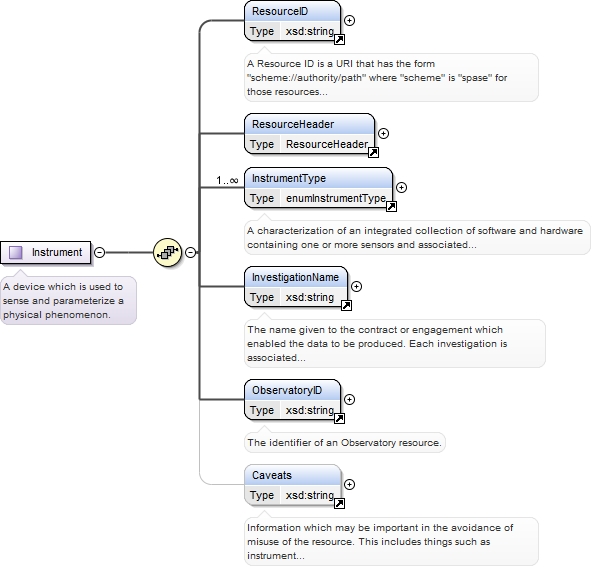 ResourceID
Type xsd:string
A Resource ID is a URI that has the form
"scheme://authority/path" where "scheme" is "spase" for
those resources...
ResourceHeader
Type ResourceHeader
1..∞
InstrumentType
Type enumInstrumentType
A characterization of an integrated collection of software and hardware
containing one or more sensors and associated...
Instrument
A device which is used to
sense and parameterize a
physical phenomenon.
InvestigationName
Type xsd:string
The name given to the contract or engagement which
enabled the data to be produced. Each investigation is
associated...
ObservatoryID
Type xsd:string
The identifier of an Observatory resource.
Caveats
Type xsd:string
Information which may be important in the avoidance of
misuse of the resource. This includes things such as
instrument...